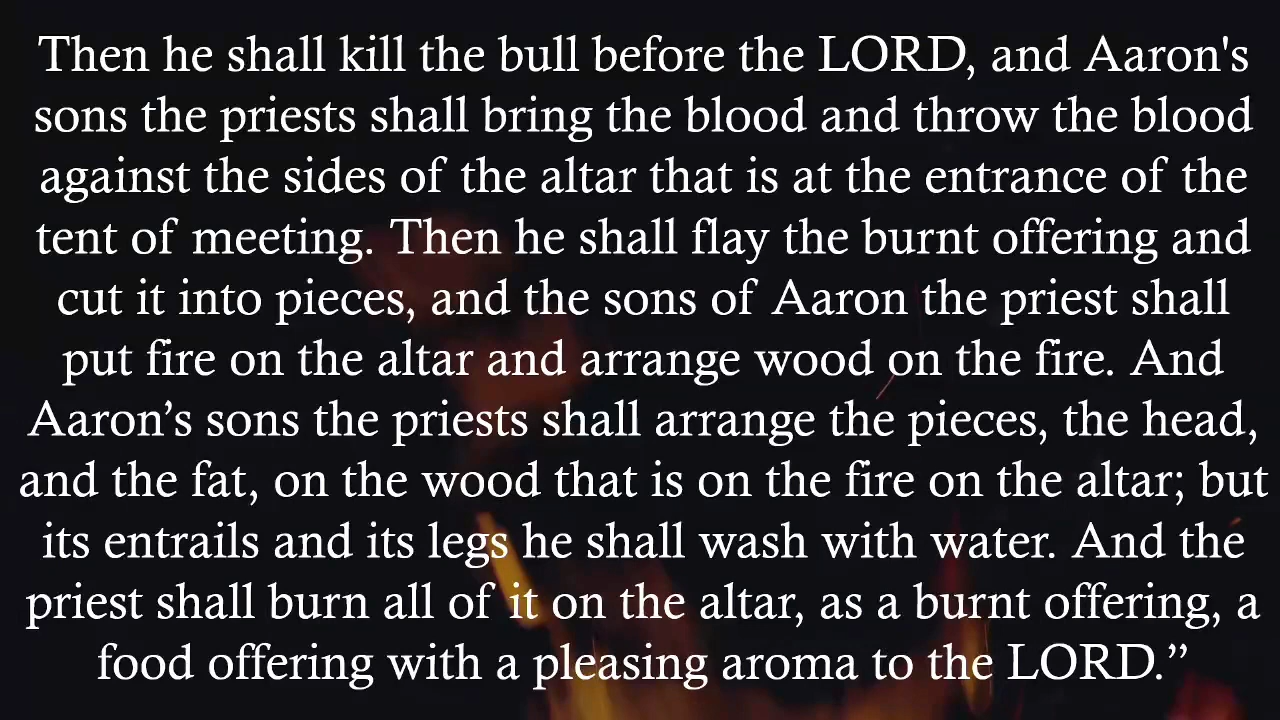 Then he shall kill the bull before the LORD, and Aaron's
sons the priests shall bring the blood and throw the blood
against the sides of the altar that is at the entrance of the
tent of meeting. Then he shall flay the burnt offering and
cut it into pieces, and the sons of Aaron the priest shall
put fire on the altar and arrange wood on the fire. And
Aaron’s sons the priests shall arrange the pieces, the head,
and the fat, on the wood that is on the fire on the altar; but
its entrails and its legs he shall wash with water. And the
priest shall burn all of it on the altar, as a burnt offering, a
food offering with a pleasing aroma to the LORD.”